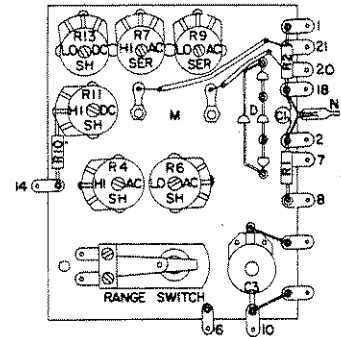 R13
LO DC
SH
R7
HI AC
SER
R9
LO AC
SER
1
21
R2
20
18
R11
HI DC
SH
M
D
C1
N
2
R10
7
R4
HI AC
SH
R6
LO AC
SH
R1
14
8
C3
RANGE SWITCH
6
10